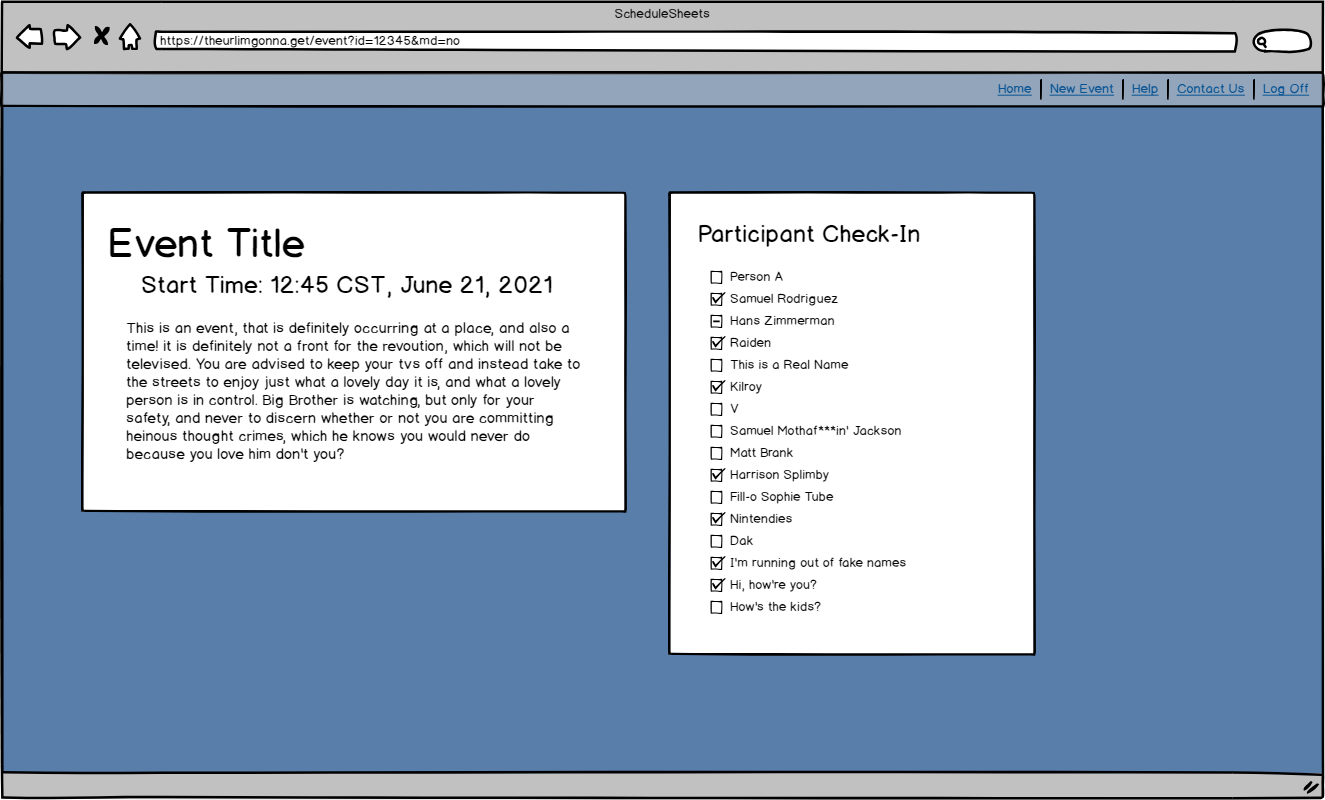 ScheduleSheets
https://theurlimgonna.get/event?id=12345&md=no
Home New Event Help Contact Us Log Off
Event Title
Start Time: 12:45 CST, June 21, 2021
This is an event, that is definitely occurring at a place, and also a
time! it is definitely not a front for the revoution, which will not be
televised. You are advised to keep your tvs off and instead take to
the streets to enjoy just what a lovely day it is, and what a lovely
person is in control. Big Brother is watching, but only for your
safety, and never to discern whether or not you are committing
heinous thought crimes, which he knows you would never do
because you love him don't you?
Participant Check-In
Person A
Samuel Rodriguez
Hans Zimmerman
Raiden
This is a Real Name
Kilroy
V
Samuel Mothaf***in' Jackson
Matt Brank
Harrison Splimby
Fill-o Sophie Tube
Nintendies
Dak
I'm running out of fake names
Hi, how're you?
How's the kids?